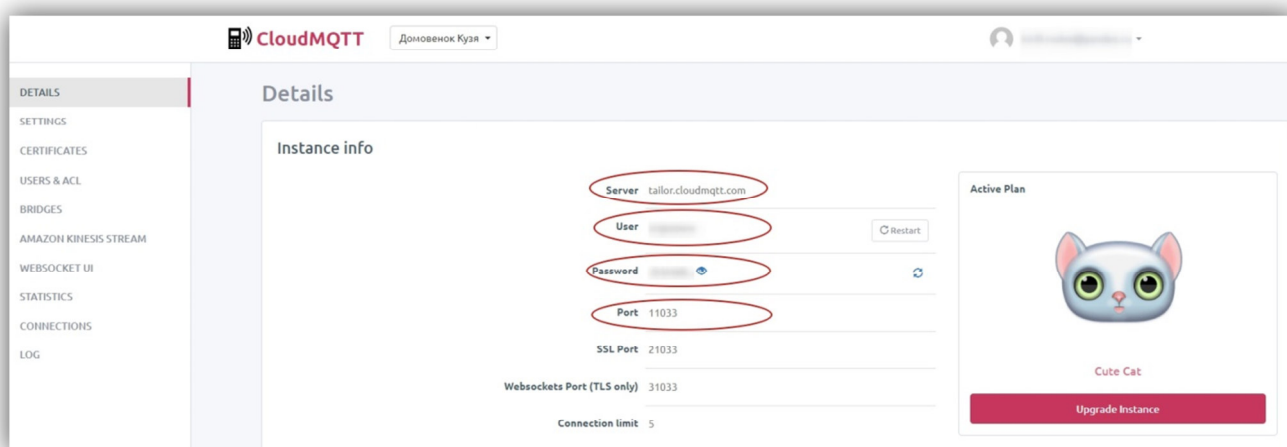 CloudMQTT
Домовенок Кузя
DETAILS
SETTINGS
CERTIFICATES
USERS & ACL
BRIDGES
AMAZON KINESIS STREAM
WEBSOCKET UI
STATISTICS
CONNECTIONS
LOG
Details
Instance info
Server tailor.cloudmqtt.com
User
Restart
Password
Port 11033
SSL Port 21033
Websockets Port (TLS only) 31033
Connection limit 5
Active Plan
Cute Cat
Upgrade Instance